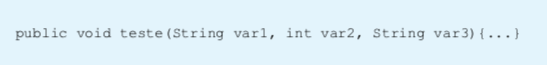 public void teste(String var1, int var2, String var3){...}